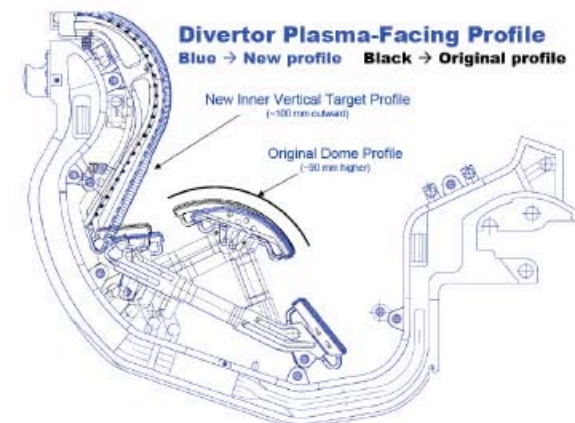 Divertor Plasma-Facing Profile
Blue → New profile Black → Original profile
New Inner Vertical Target Profile
(~100 mm outward)
Original Dome Profile
(~90 mm higher)